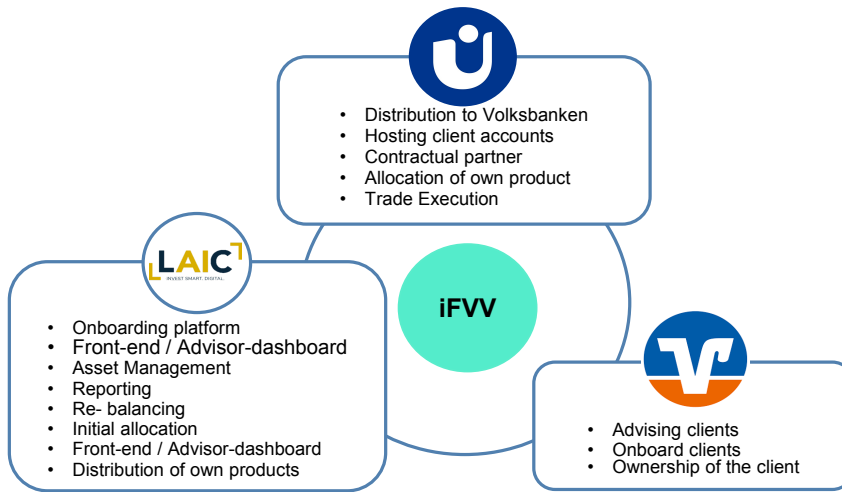 • Distribution to Volksbanken
• Hosting client accounts
• Contractual partner
• Allocation of own product
• Trade Execution
LAIC
INVEST SMART. DIGITAL.
• Onboarding platform
• Front-end / Advisor-dashboard
• Asset Management
• Reporting
• Re- balancing
• Initial allocation
• Front-end / Advisor-dashboard
• Distribution of own products
iFVV
• Advising clients
• Onboard clients
• Ownership of the client